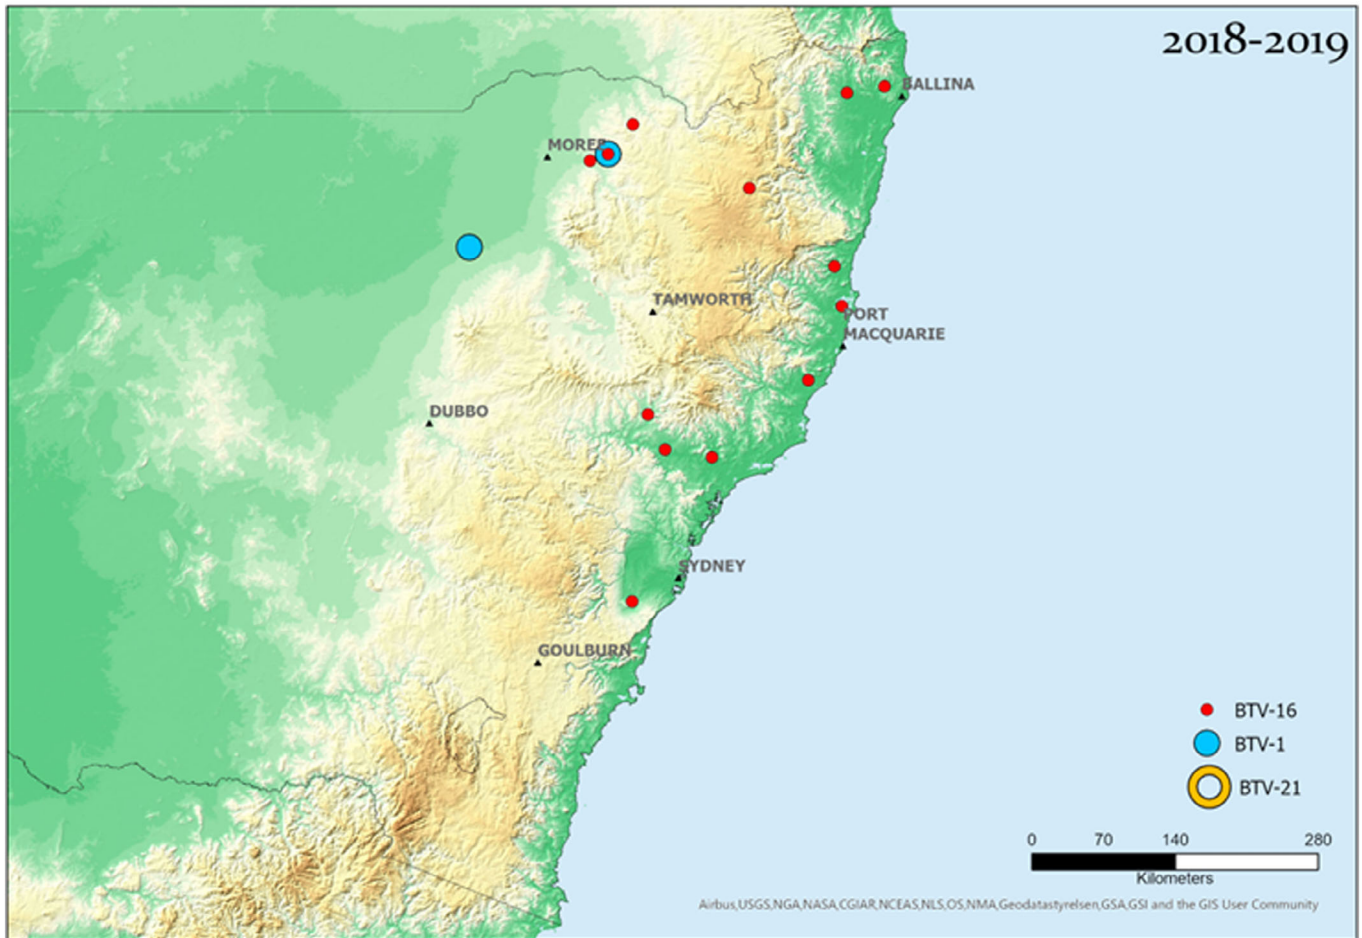 2018-2019
BALLINA
MOREE
TAMWORTH
PORT
MACQUARIE
DUBBO
SYDNEY
GOULBURN
BTV-16
BTV-1
BTV-21
0 70 140 280
Kilometers
Airbus,USGS,NGA,NASA,CGIAR,NCEAS,NLS,OS,NMA,Geodatastyrelsen,GSA,GSI and the GIS User Community